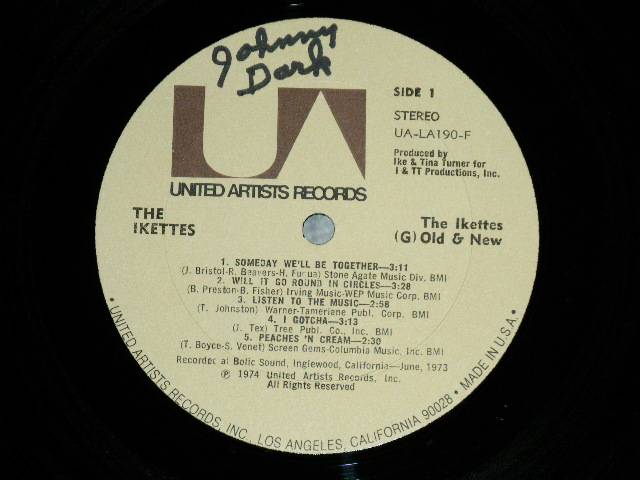 Johnny
Dark
UA
UNITED ARTISTS RECORDS
SIDE 1
STEREO
UA-LA190-F
Produced by
Ike & Tina Turner for
I & TT Productions, Inc.
THE
IKETTES
The Ikettes
(G) Old & New
1. SOMEDAY WE'LL BE TOGETHER—3:11
(J. Bristol-R. Beavers-H. Fuqua) Stone Agate Music Div. BMI
2. WILL IT GO ROUND IN CIRCLES—3:28
(B. Preston-B. Fisher) Irving Music-WEP Music Corp. BMI
3. LISTEN TO THE MUSIC—2:58
(T. Johnston) Warner-Tamerlane Publ. Corp. BMI
4. I GOTCHA—3:13
(J. Tex) Tree Publ. Co., Inc. BMI
5. PEACHES 'N CREAM—2:30
(T. Boyce-S. Venet) Screen Gems-Columbia Music, Inc. BMI
Recorded at Bolic Sound, Inglewood, California—June, 1973
℗ 1974 United Artists Records, Inc.
All Rights Reserved
• UNITED ARTISTS RECORDS, INC., LOS ANGELES, CALIFORNIA 90028 • MADE IN U.S.A. •